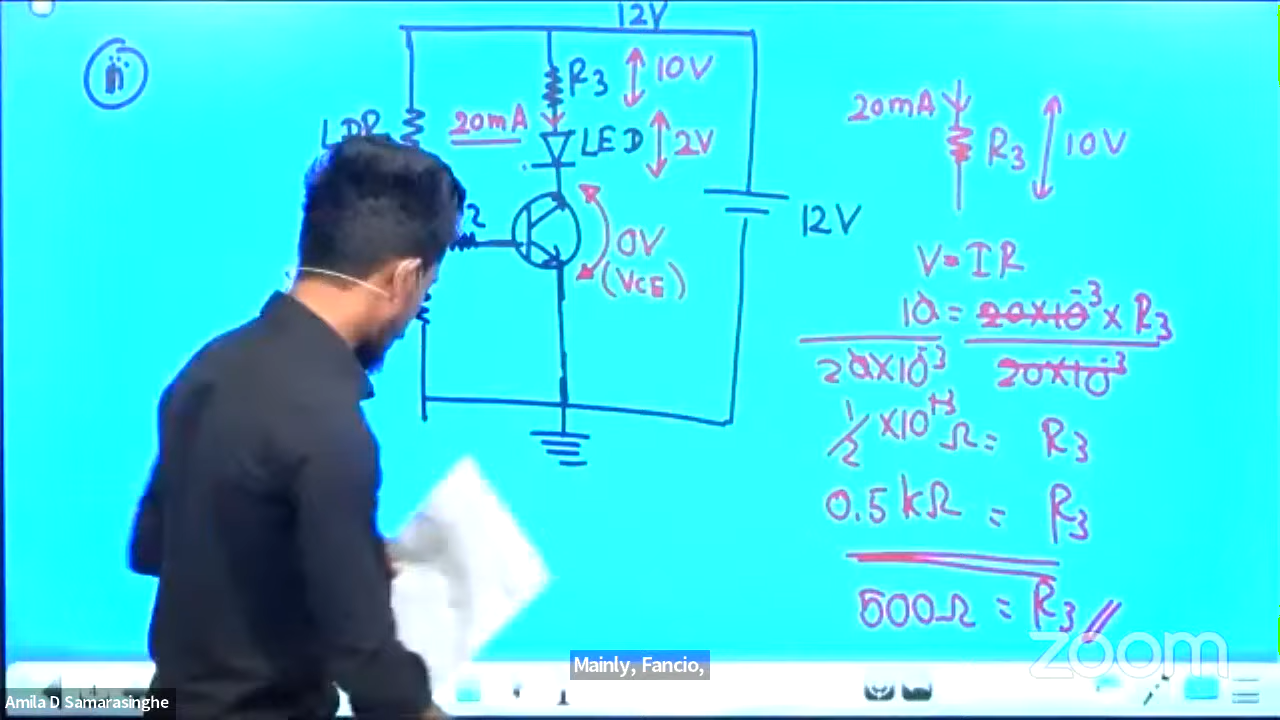 12V
n
R3
10V
LDR
20mA
LED
2V
2
0V
(VCE)
12V
20mA
R3
10V
V=IR
10 = 20×10⁻³ × R3
20×10⁻³ 20×10⁻³
1/2 ×10⁺³ Ω = R3
0.5 kΩ = R3
500Ω = R3
zoom
Mainly, Fancio,
Amila D Samarasinghe